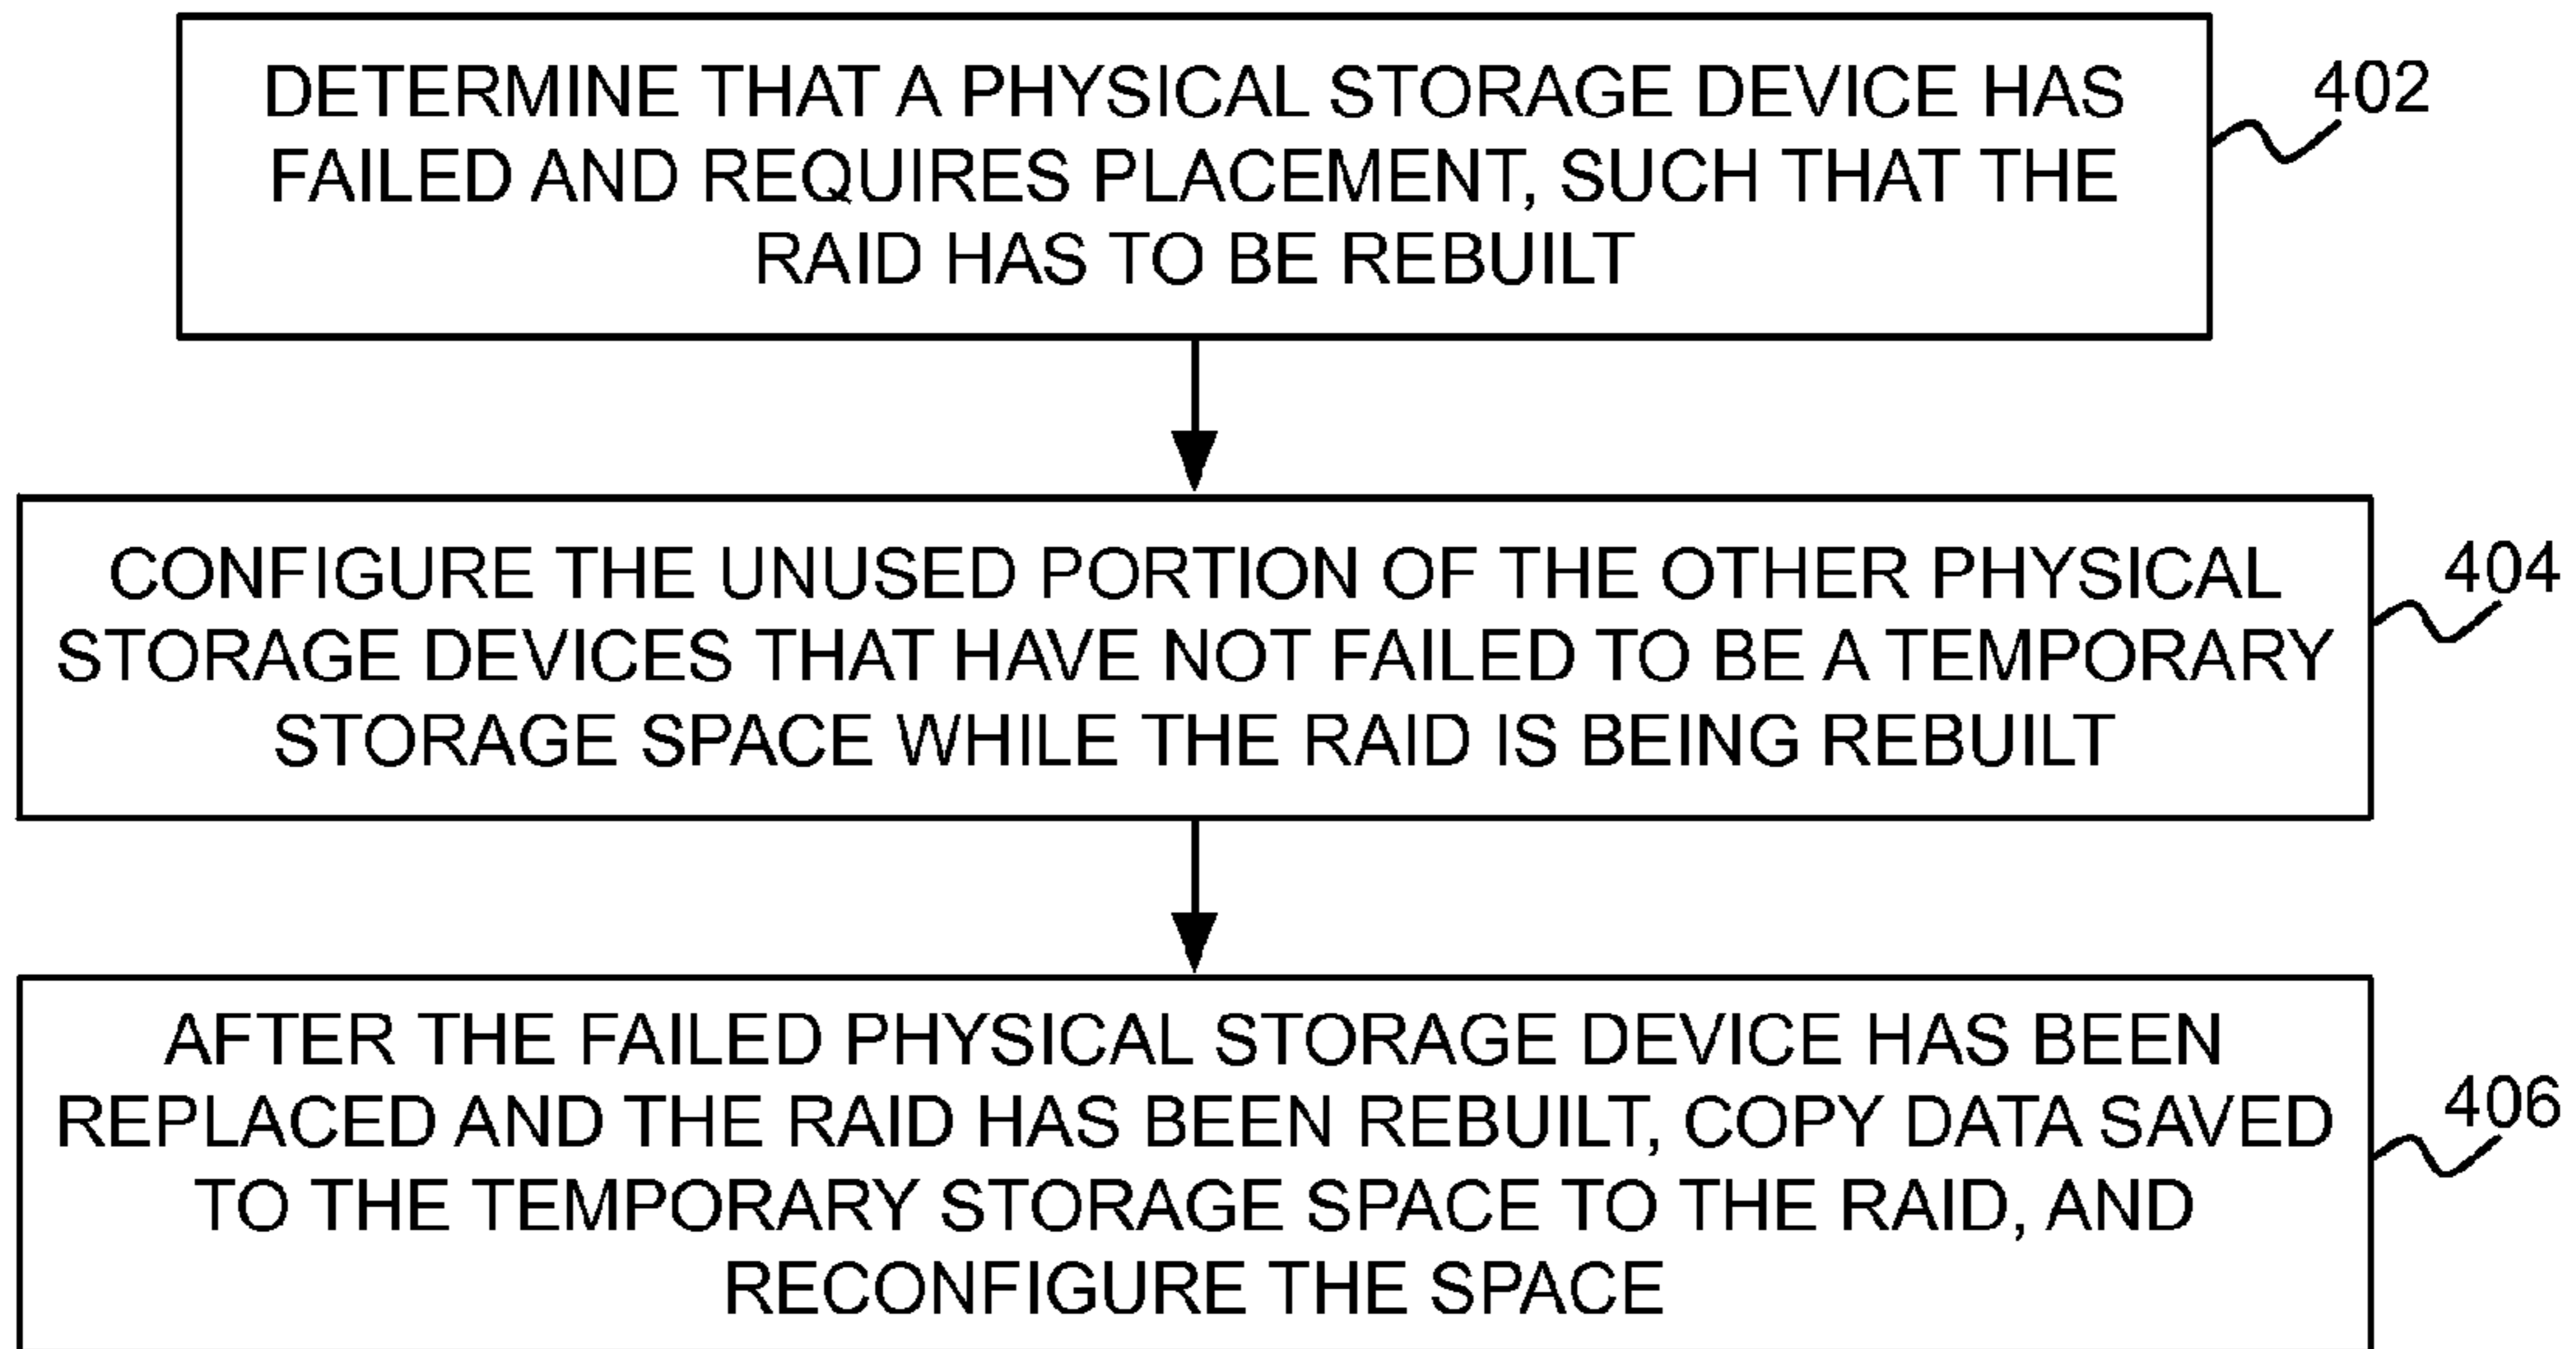 DETERMINE THAT A PHYSICAL STORAGE DEVICE HAS
FAILED AND REQUIRES PLACEMENT, SUCH THAT THE
RAID HAS TO BE REBUILT
402
CONFIGURE THE UNUSED PORTION OF THE OTHER PHYSICAL
STORAGE DEVICES THAT HAVE NOT FAILED TO BE A TEMPORARY
STORAGE SPACE WHILE THE RAID IS BEING REBUILT
404
AFTER THE FAILED PHYSICAL STORAGE DEVICE HAS BEEN
REPLACED AND THE RAID HAS BEEN REBUILT, COPY DATA SAVED
TO THE TEMPORARY STORAGE SPACE TO THE RAID, AND
RECONFIGURE THE SPACE
406